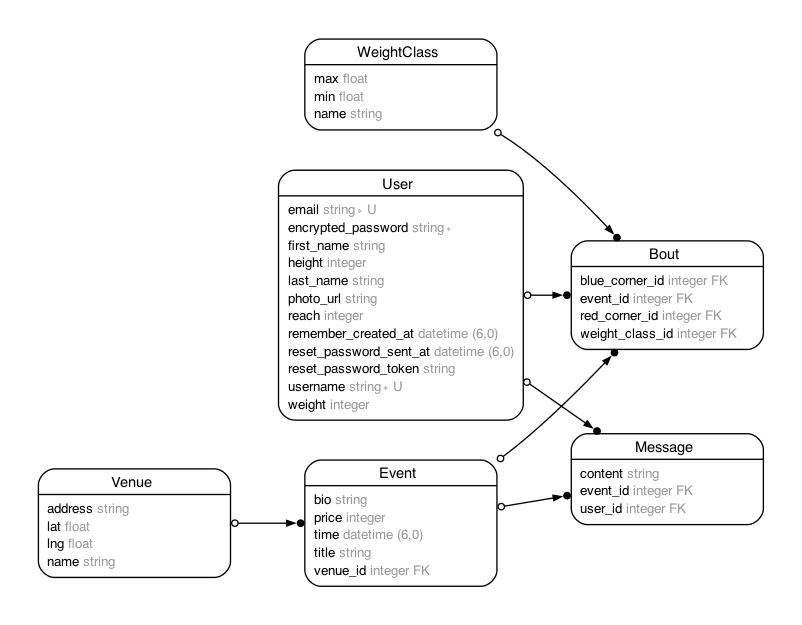 WeightClass
max float
min float
name string
User
email string∗ U
encrypted_password string∗
first_name string
height integer
last_name string
photo_url string
reach integer
remember_created_at datetime (6,0)
reset_password_sent_at datetime (6,0)
reset_password_token string
username string∗ U
weight integer
Bout
blue_corner_id integer FK
event_id integer FK
red_corner_id integer FK
weight_class_id integer FK
Message
content string
event_id integer FK
user_id integer FK
Venue
address string
lat float
lng float
name string
Event
bio string
price integer
time datetime (6,0)
title string
venue_id integer FK